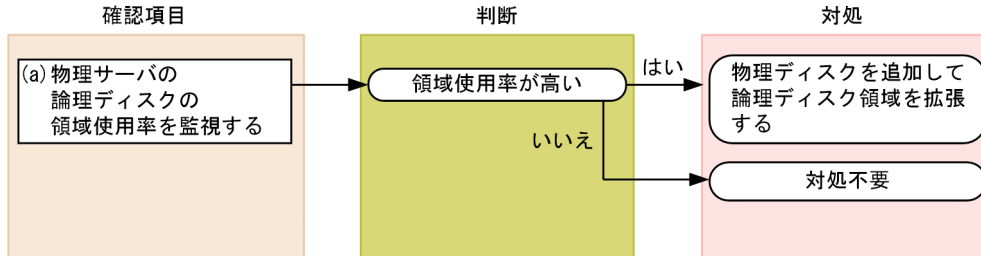 確認項目
判断
対処
(a)物理サーバの
論理ディスクの
領域使用率を監視する
領域使用率が高い
はい
いいえ
物理ディスクを追加して
論理ディスク領域を拡張
する
対処不要